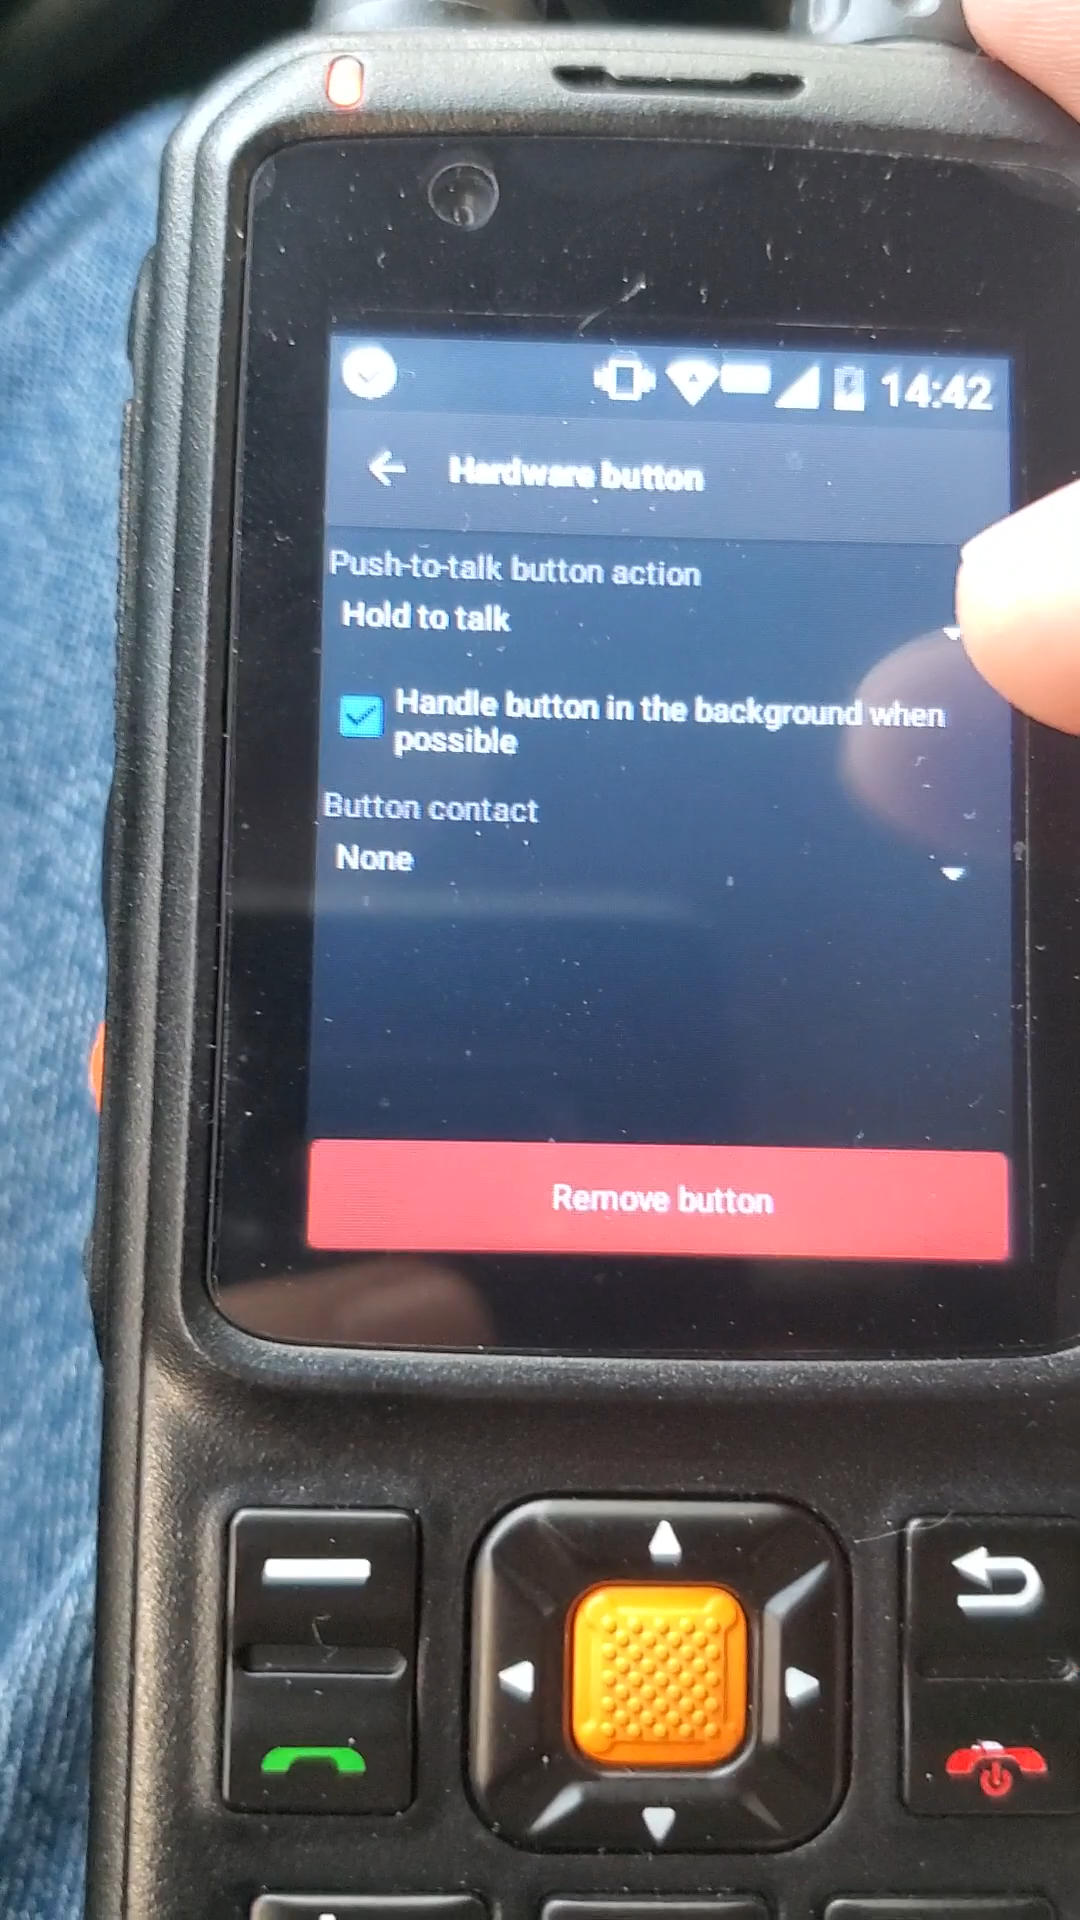 14:42
Hardware button
Push-to-talk button action
Hold to talk
Handle button in the background when
possible
Button contact
None
Remove button